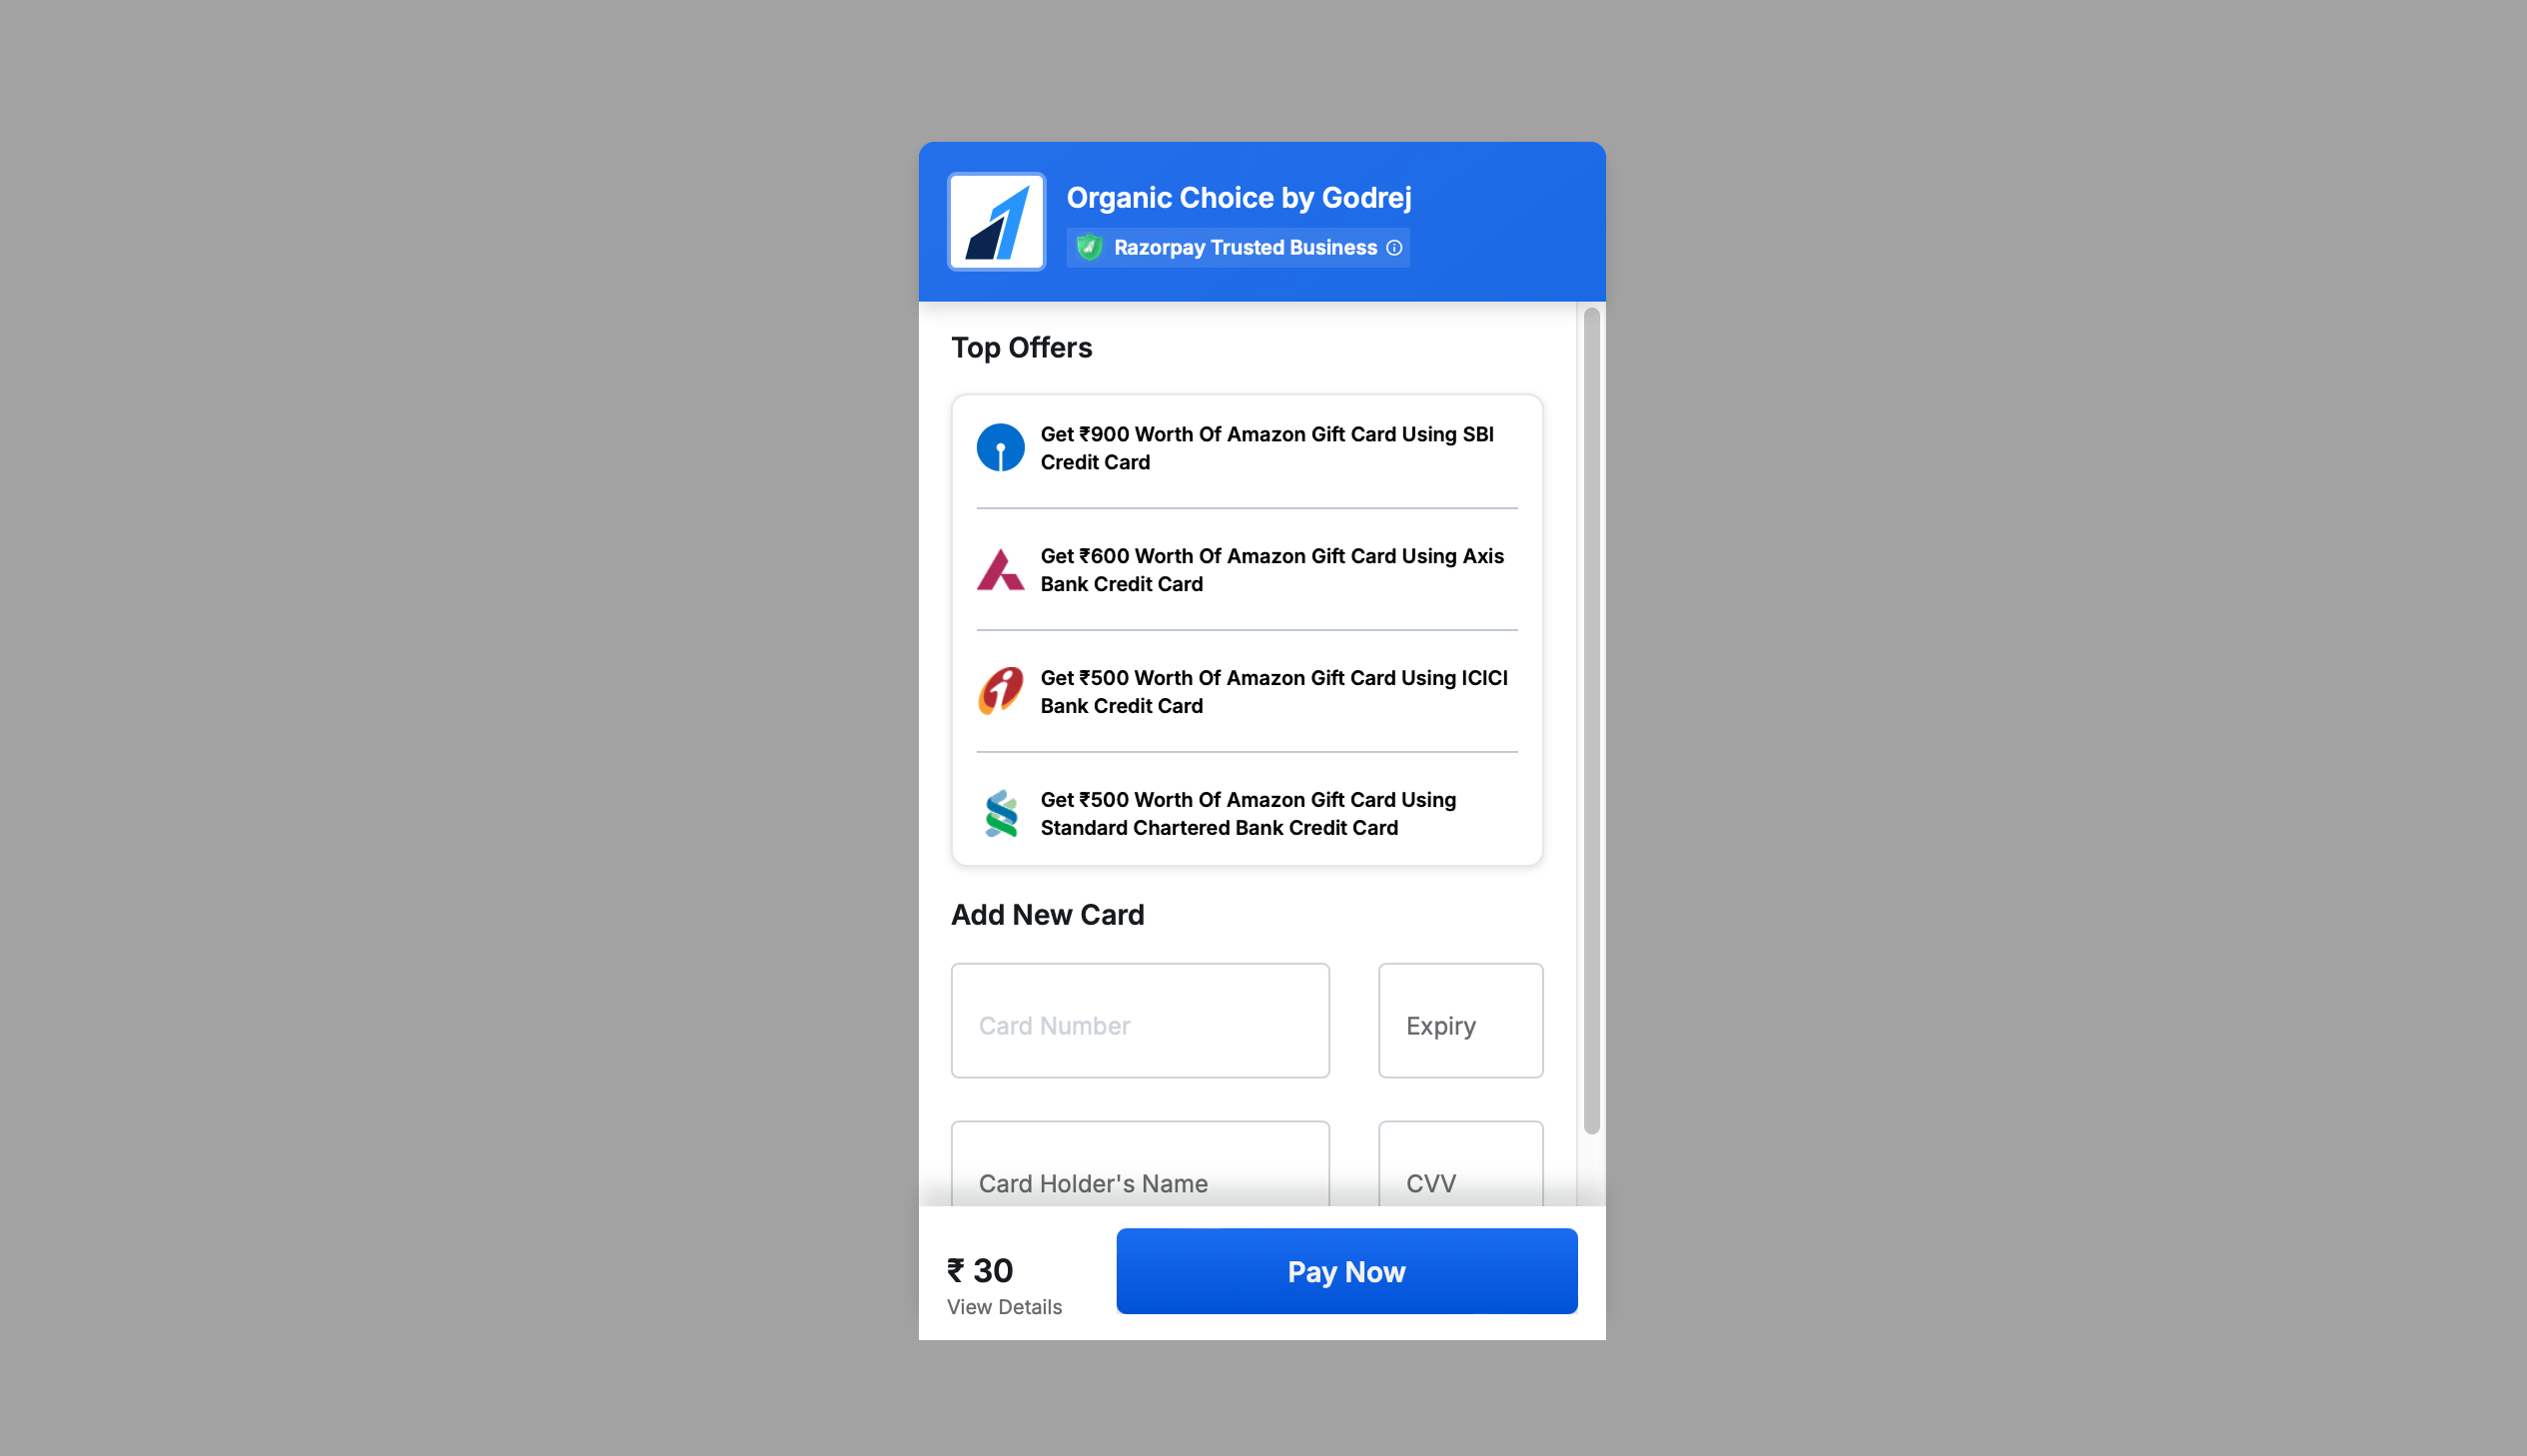 Organic Choice by Godrej
Razorpay Trusted Business
Top Offers
Get ₹900 Worth Of Amazon Gift Card Using SBI
Credit Card
Get ₹600 Worth Of Amazon Gift Card Using Axis
Bank Credit Card
Get ₹500 Worth Of Amazon Gift Card Using ICICI
Bank Credit Card
Get ₹500 Worth Of Amazon Gift Card Using
Standard Chartered Bank Credit Card
Add New Card
Card Number
Expiry
Card Holder's Name
CVV
₹ 30
View Details
Pay Now